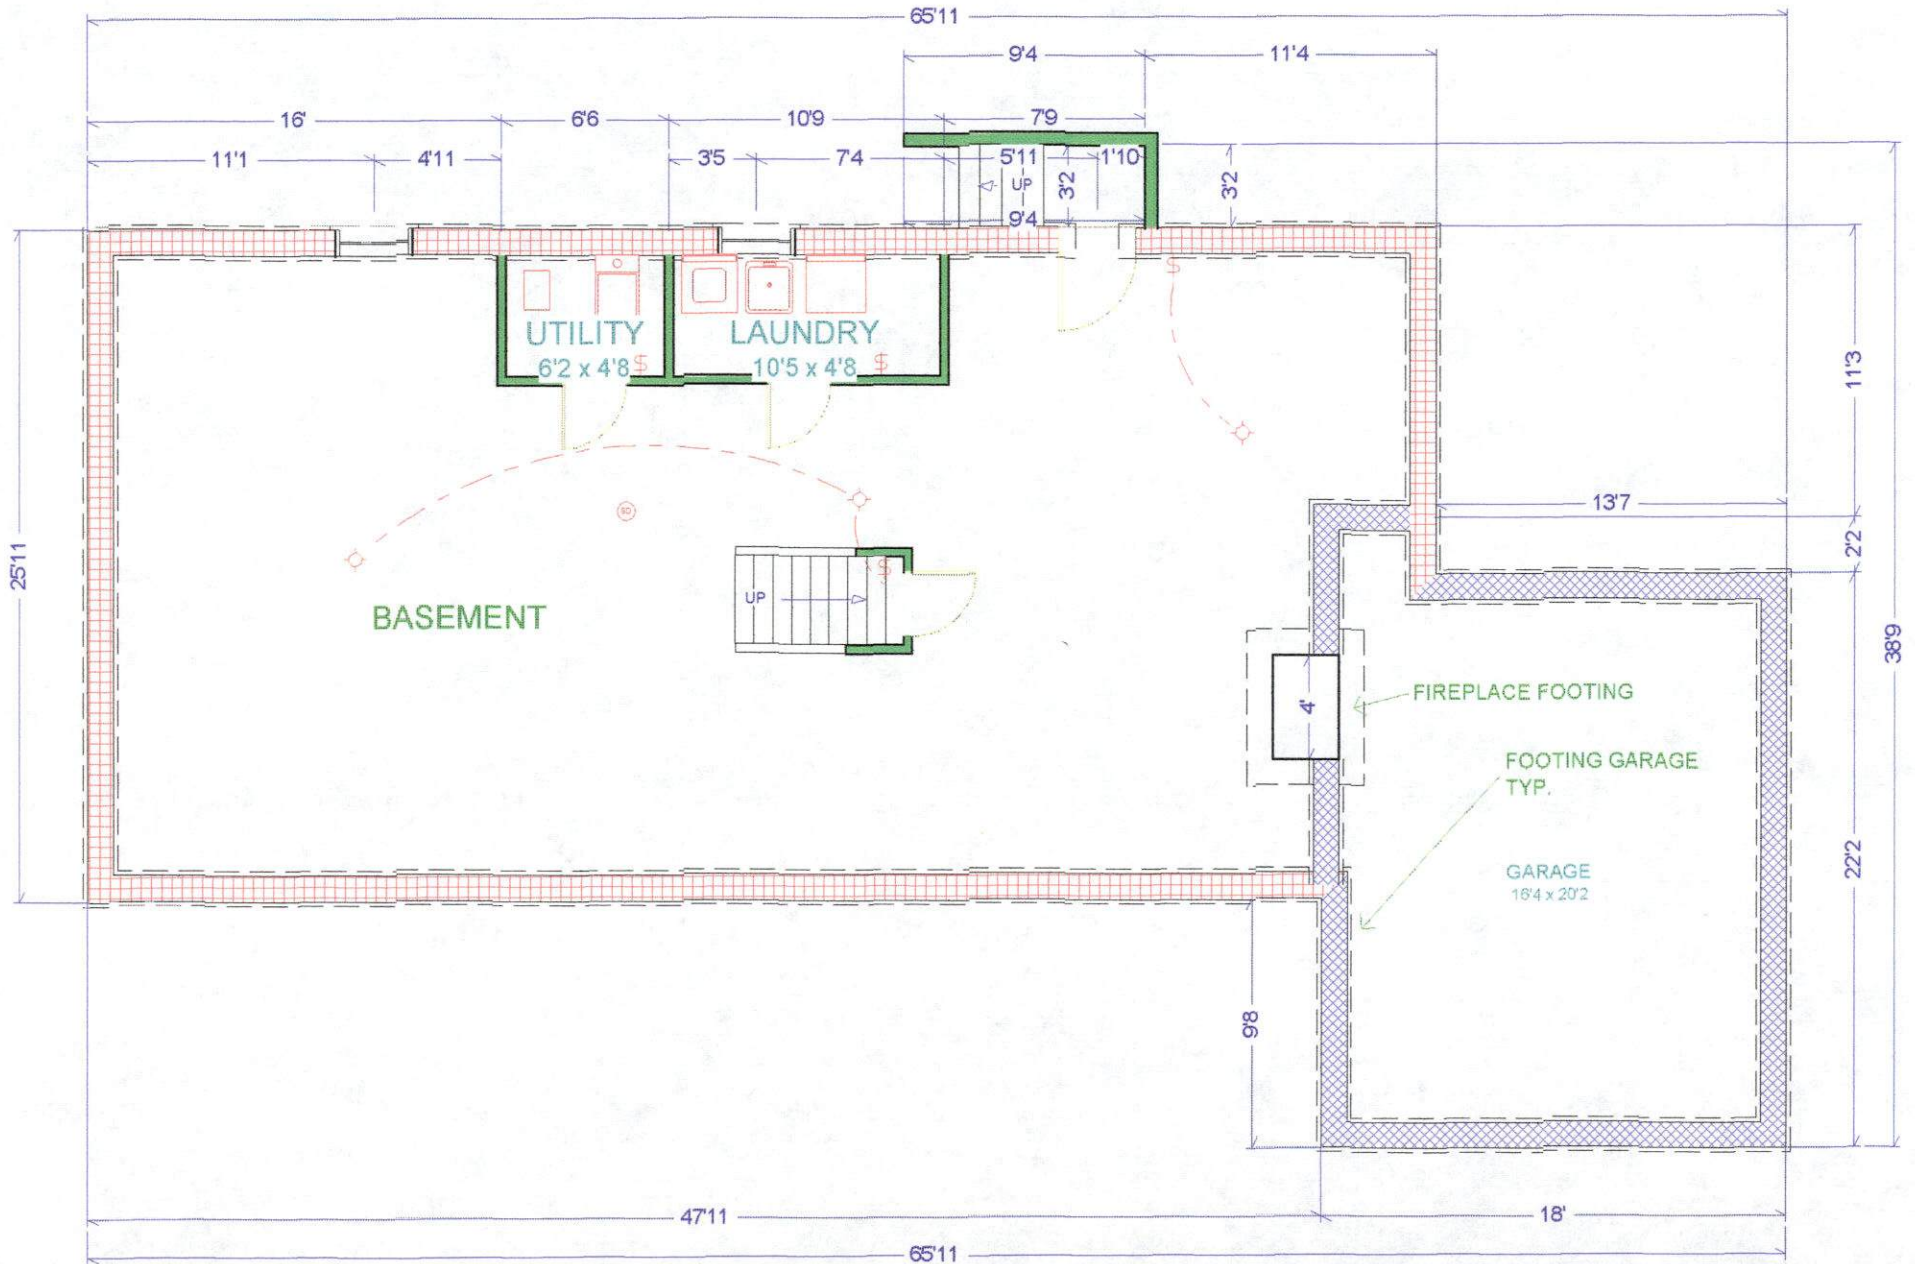 65'11
9'4
11'4
16'
6'6
10'9
7'9
11'1
4'11
3'5
7'4
5'11
1'10
UP
3'2
3'2
9'4
$
UTILITY
6'2 x 4'8
$
LAUNDRY
10'5 x 4'8
$
11'3
13'7
2'2
SD
25'11
UP
$
BASEMENT
38'9
4'
FIREPLACE FOOTING
FOOTING GARAGE
TYP.
22'2
GARAGE
16'4 x 20'2
9'8
47'11
18'
65'11